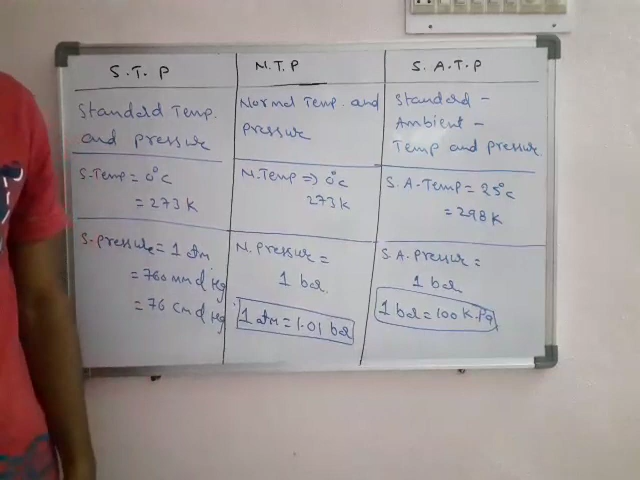 S.T.P
Standard Temp.
and pressure
S.Temp = 0°C
= 273 K
S.pressure = 1 atm
= 760 mm of Hg
= 76 cm of Hg
N.T.P
Normal Temp. and
pressure
N.Temp => 0°C
273 K
N.Pressure =
1 bar
1 atm = 1.01 bar
S.A.T.P
Standard -
Ambient -
Temp and pressure
S.A.Temp = 25°C
= 298 K
S.A.Pressure =
1 bar
1 bar = 100 K.Pa